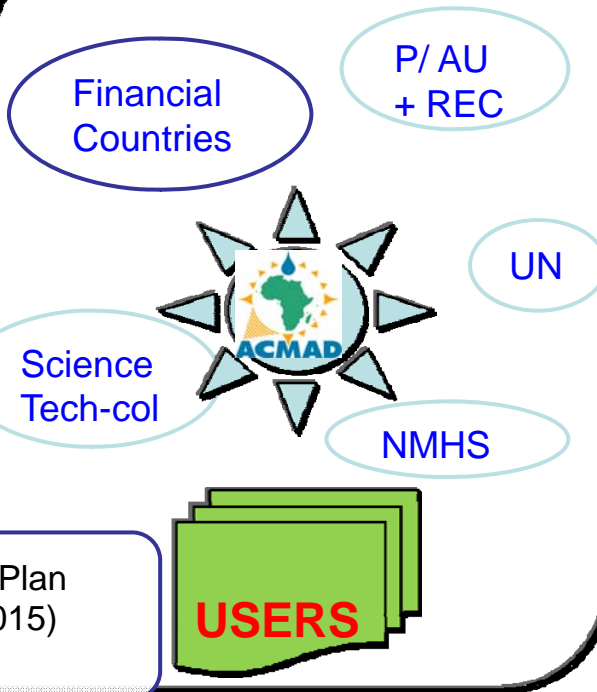 Financial
Countries
P/ AU
+ REC
UN
ACMAD
Science
Tech-col
NMHS
Plan
015)
USERS